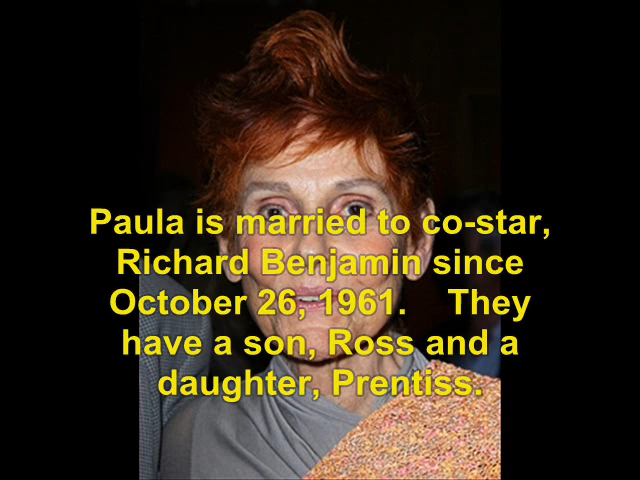 Paula is married to co-star,
Richard Benjamin since
October 26, 1961.    They
have a son, Ross and a
daughter, Prentiss.